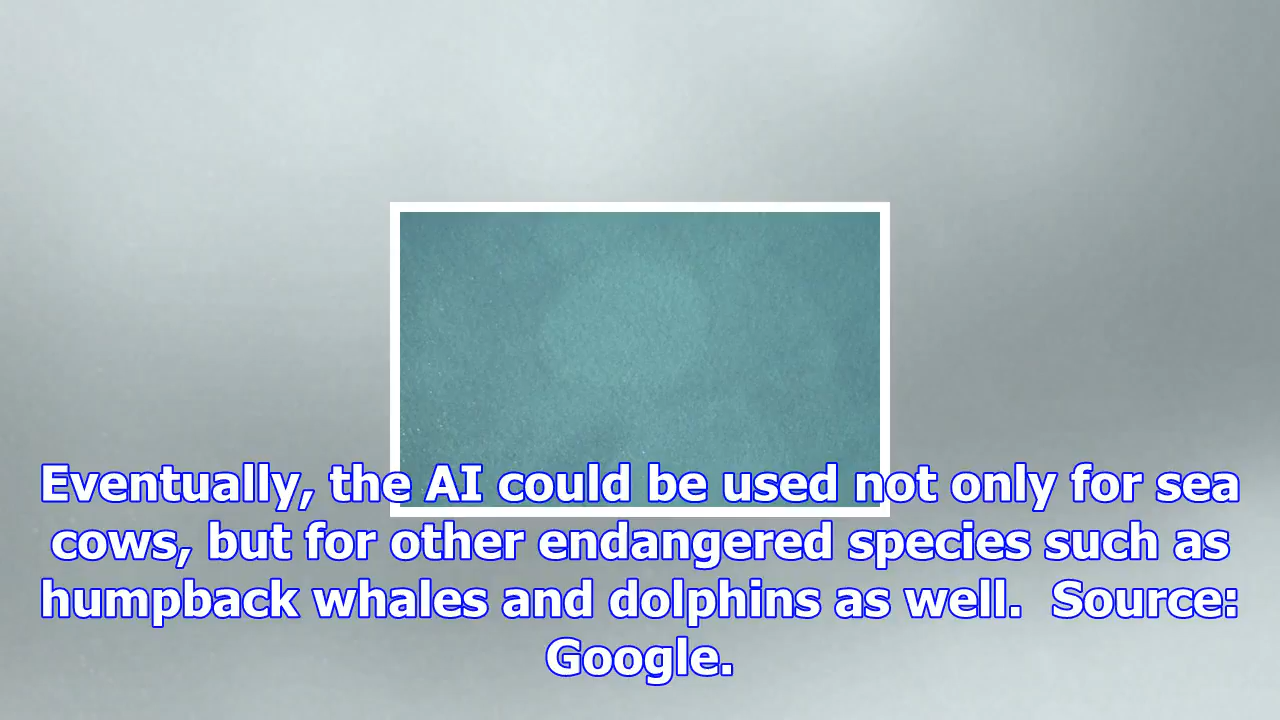 Eventually, the AI could be used not only for sea
cows, but for other endangered species such as
humpback whales and dolphins as well.  Source:
Google.